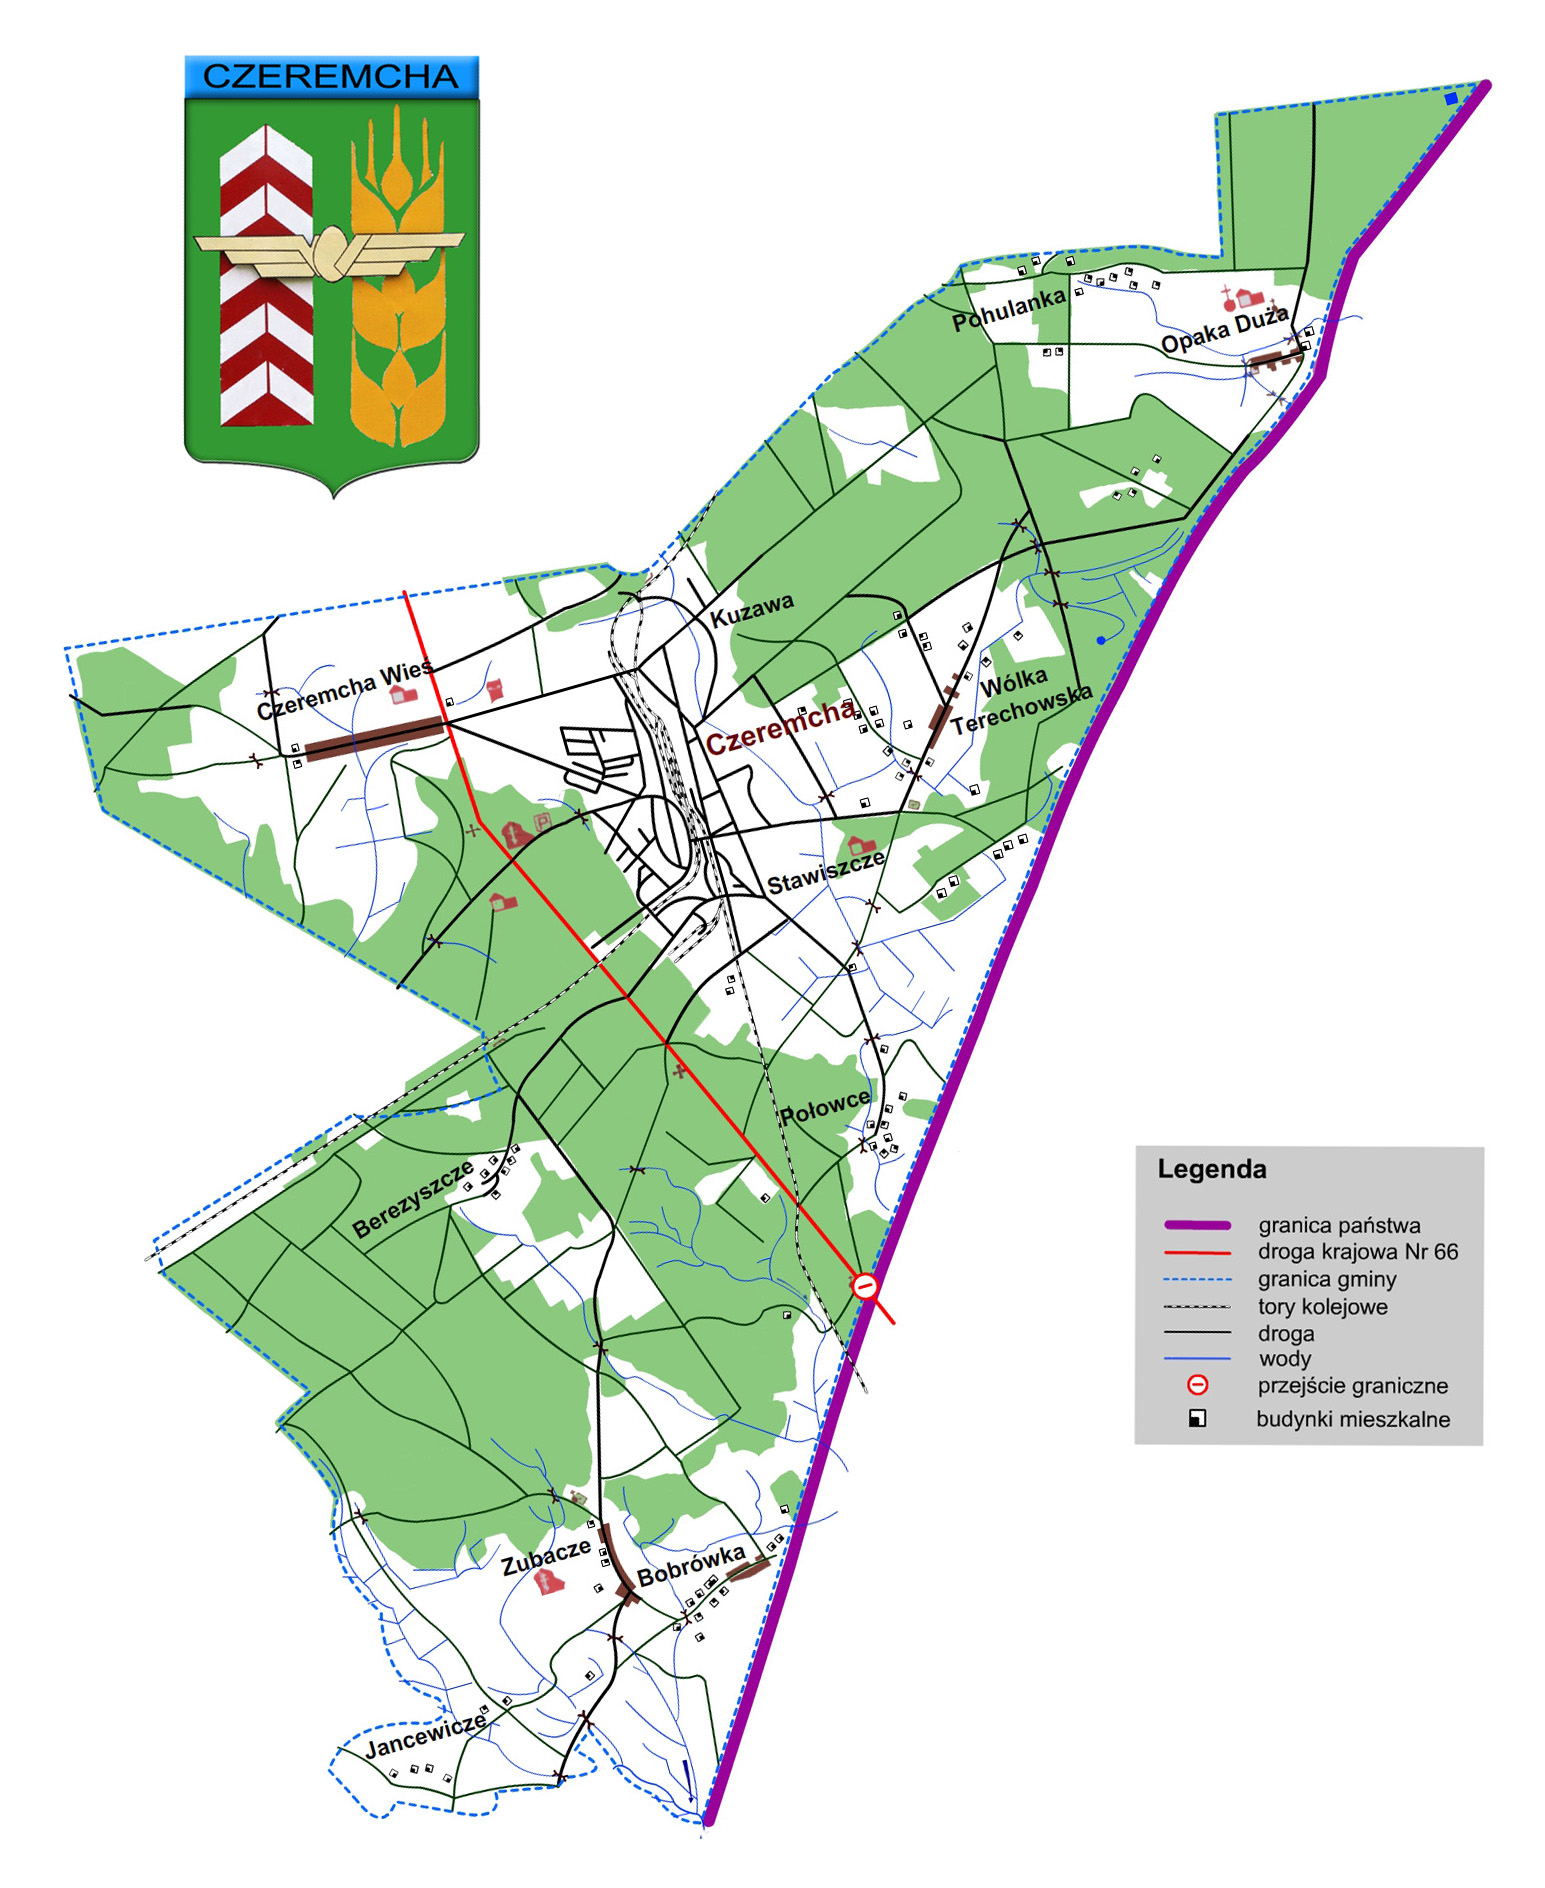 CZEREMCHA
Pohulanka
Opaka Duża
Kuzawa
Czeremcha Wieś
Wólka
Terechowska
Czeremcha
Stawiszcze
Połowce
Berezyszcze
Zubacze
Bobrówka
Jancewicze
Legenda
granica państwa
droga krajowa Nr 66
granica gminy
tory kolejowe
droga
wody
przejście graniczne
budynki mieszkalne